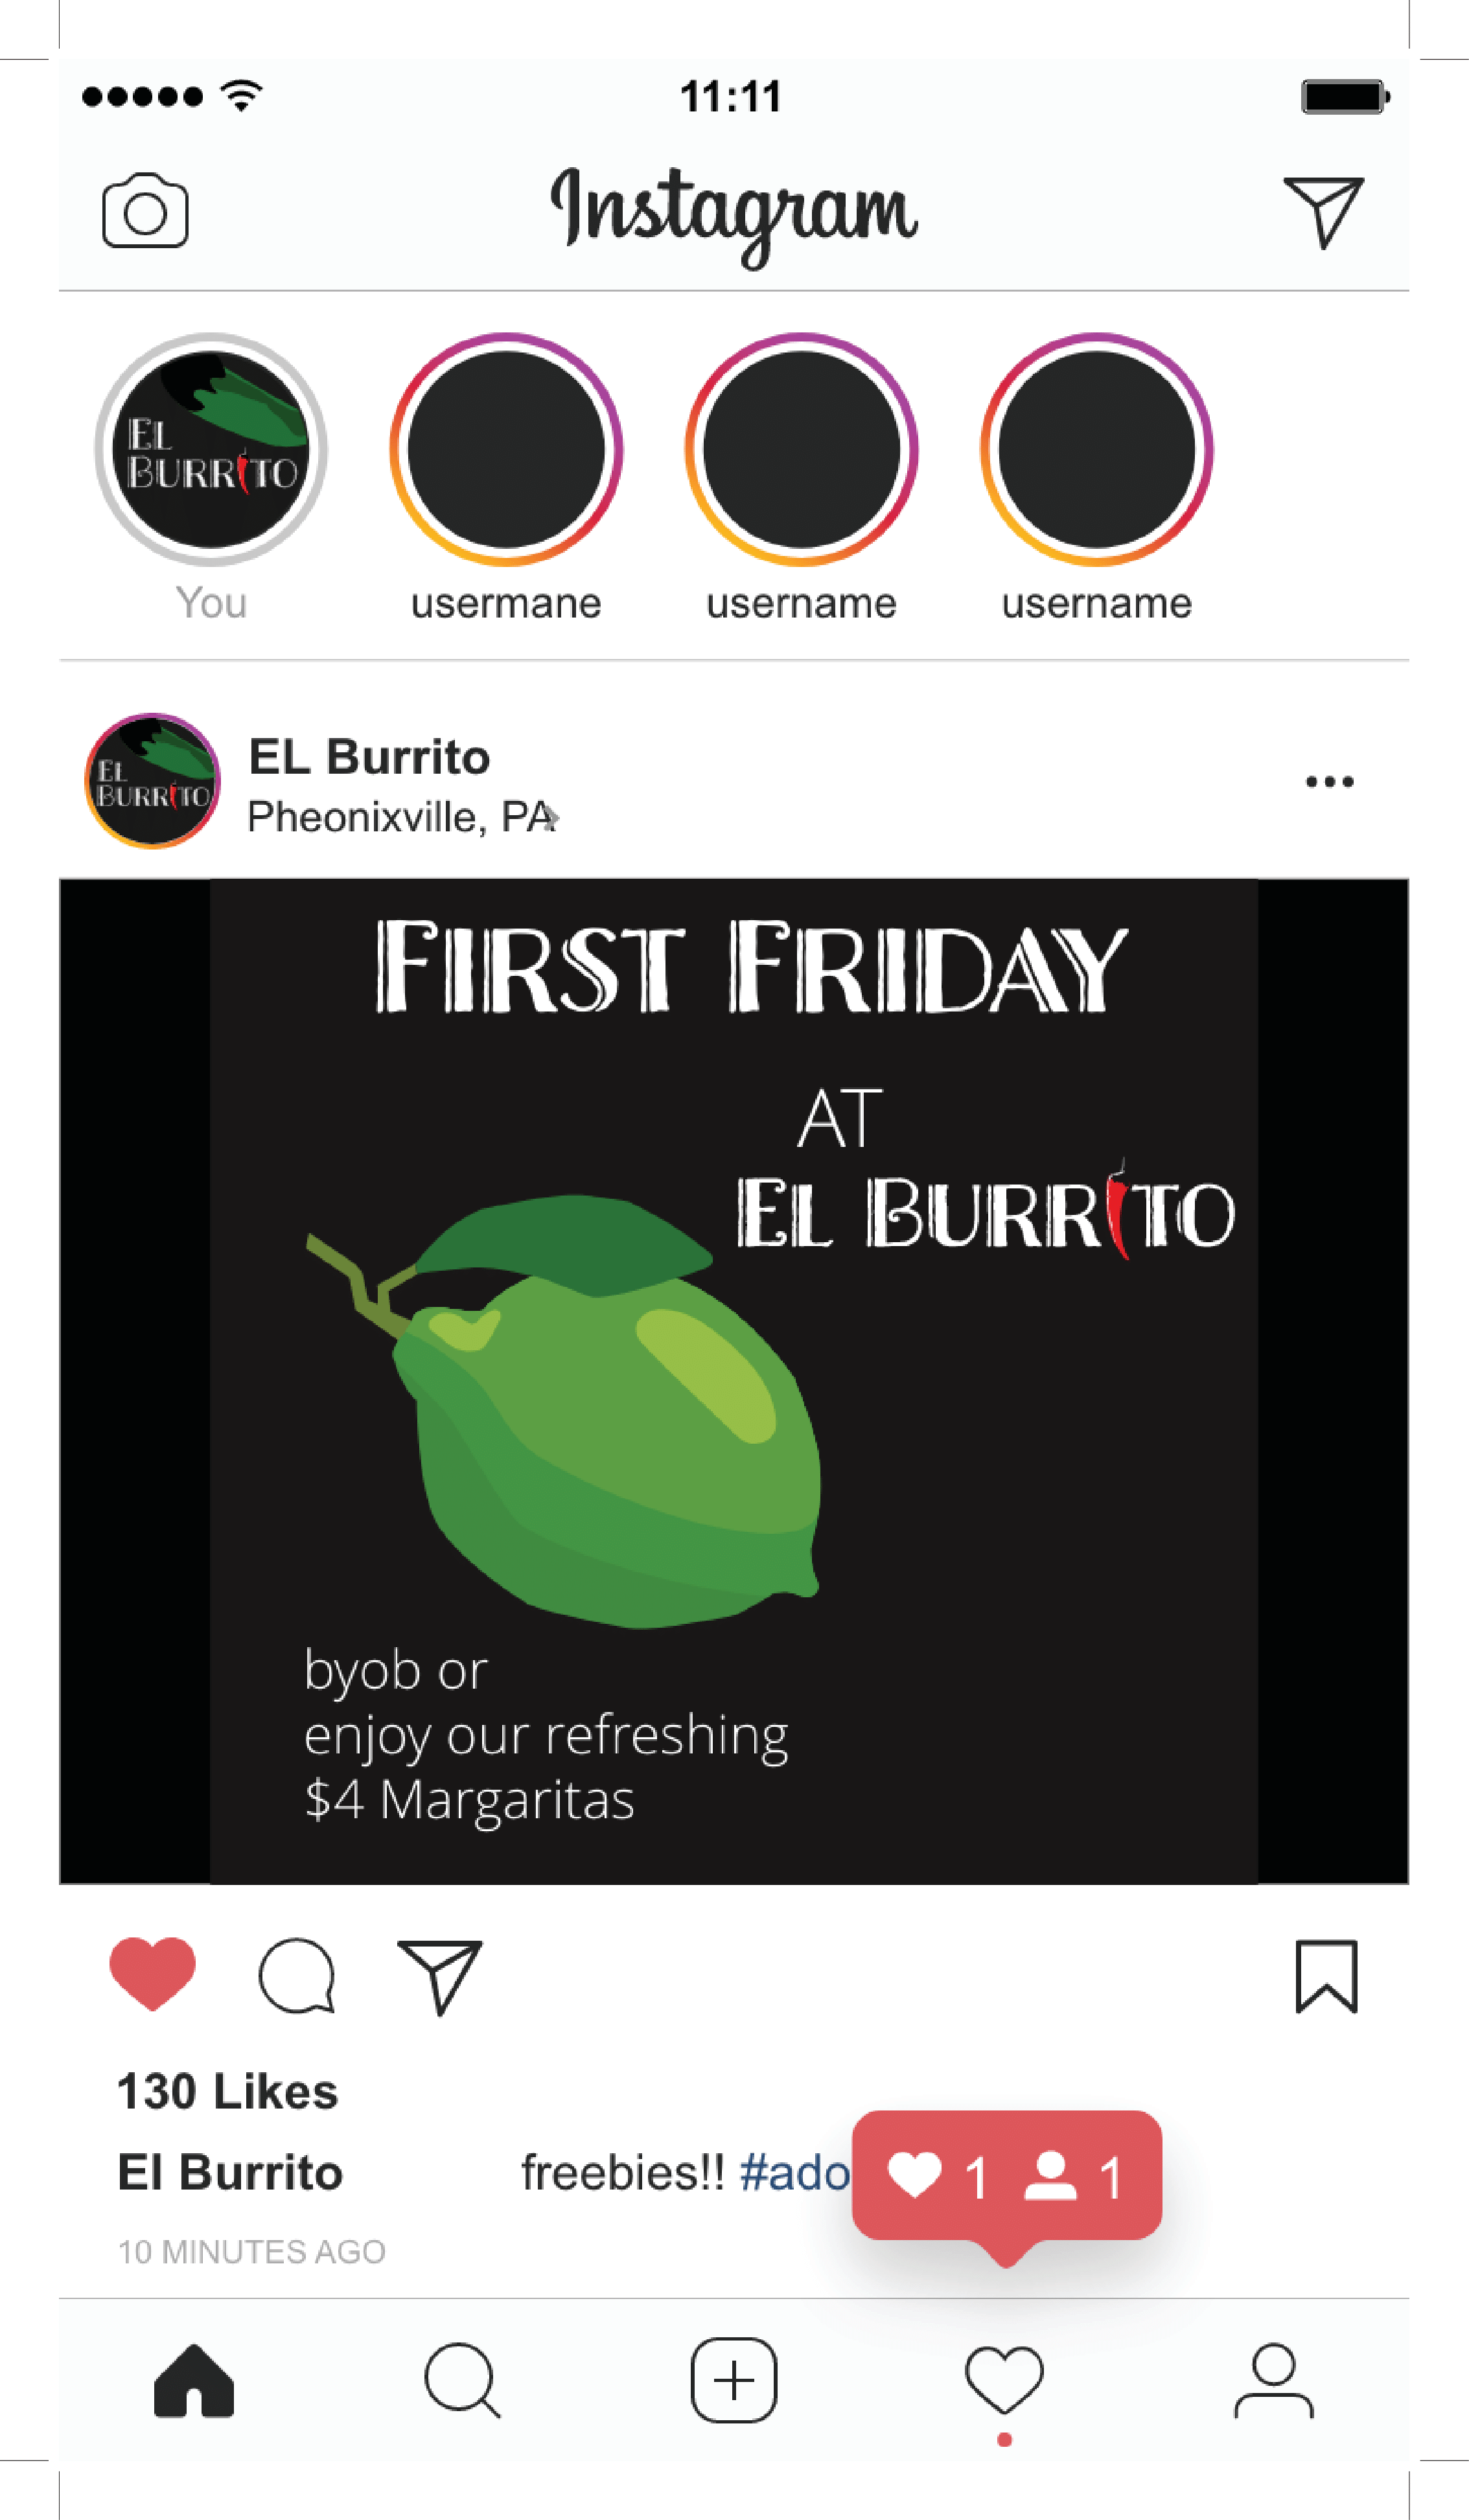 11:11
Instagram
EL BURRITO
You
usermane
username
username
EL BURRITO
EL Burrito
Pheonixville, PA
FIRST FRIDAY
AT
EL BURRITO
byob or
enjoy our refreshing
$4 Margaritas
130 Likes
El Burrito freebies!! #ado
1 1
10 MINUTES AGO